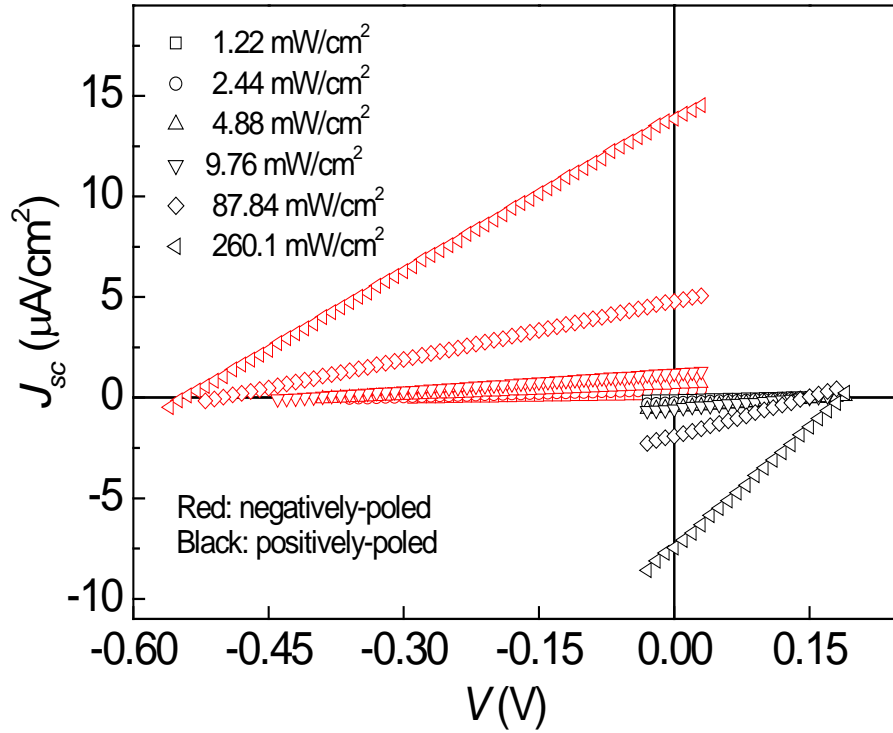 1.22 mW/cm²
2.44 mW/cm²
4.88 mW/cm²
9.76 mW/cm²
87.84 mW/cm²
260.1 mW/cm²
15
10
5
0
-5
-10
J_sc (μA/cm²)
Red: negatively-poled
Black: positively-poled
-0.60 -0.45 -0.30 -0.15 0.00 0.15
V (V)